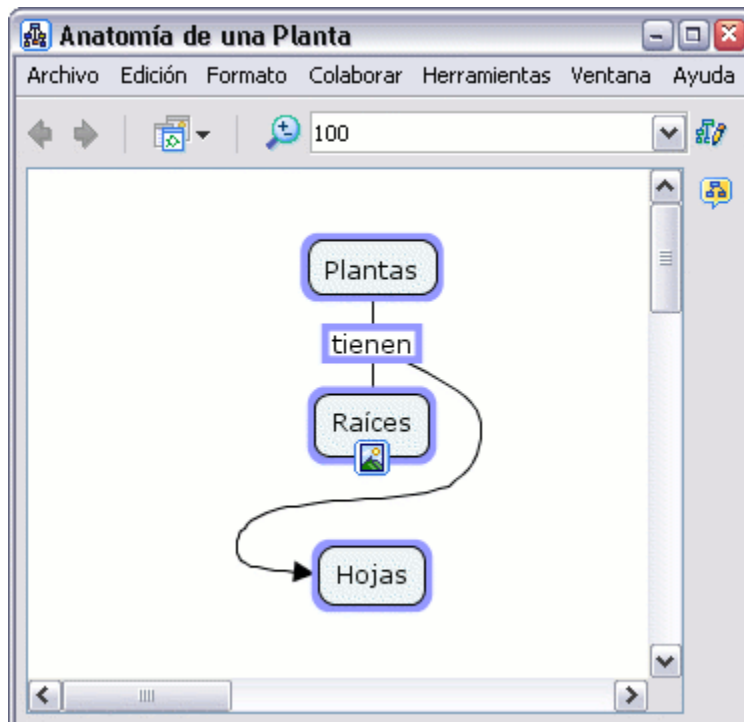 Anatomía de una Planta
Archivo Edición Formato Colaborar Herramientas Ventana Ayuda
100
Plantas
tienen
Raíces
Hojas